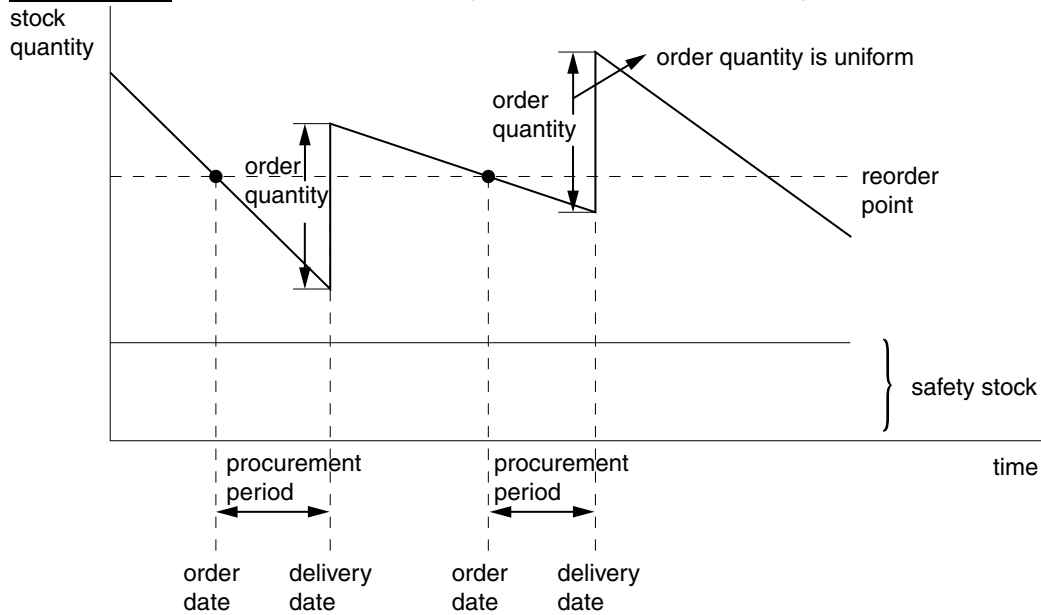 stock
quantity
order quantity is uniform
order
quantity
order
quantity
reorder
point
safety stock
time
procurement
period
procurement
period
order
date
delivery
date
order
date
delivery
date